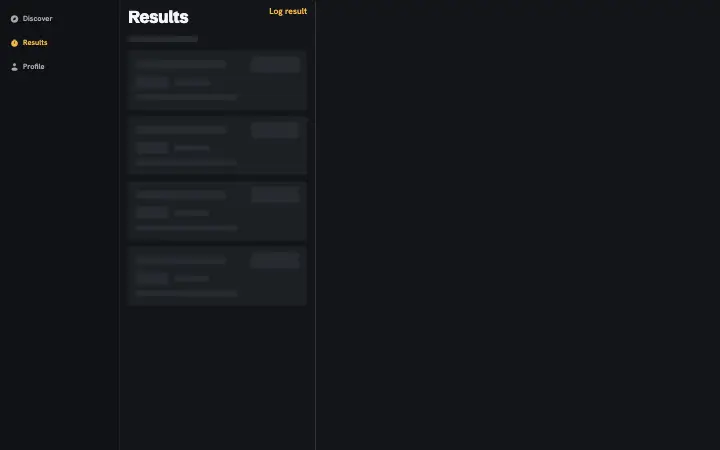 Discover
Results
Profile
Results
Log result